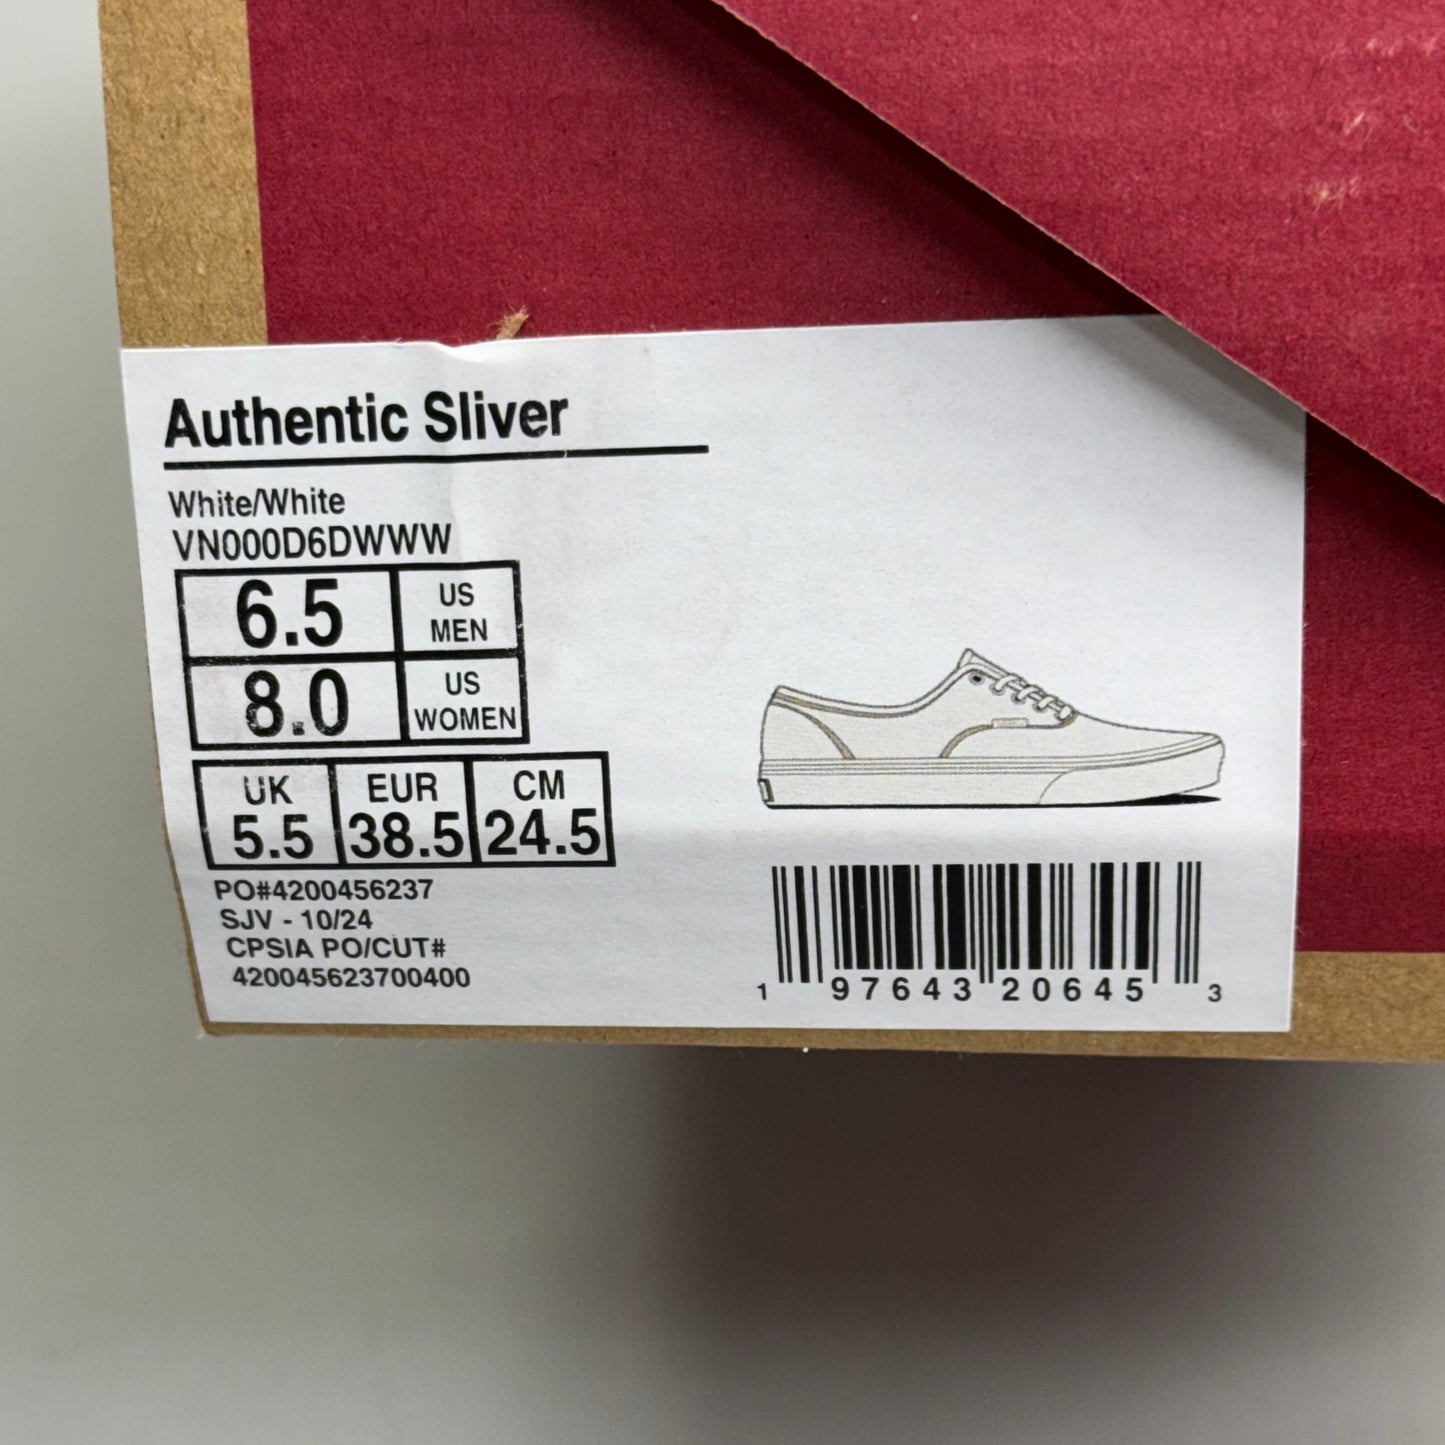 Authentic Sliver
White/White
VN000D6DWWW
6.5 US MEN
8.0 US WOMEN
UK EUR CM
5.5 38.5 24.5
PO#4200456237
SJV - 10/24
CPSIA PO/CUT#
420045623700400
1 97643 20645 3